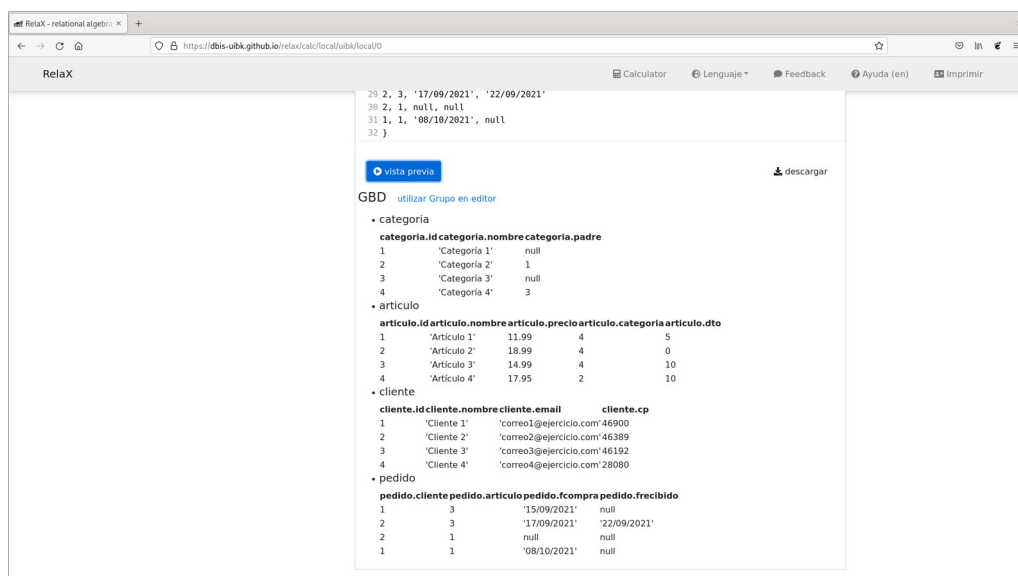 RelaX - relational algebra × +
https://dbis-uibk.github.io/relax/calc/local/uibk/local/0
RelaX Calculator Lenguaje Feedback Ayuda (en) Imprimir
29 2, 3, '17/09/2021', '22/09/2021'
30 2, 1, null, null
31 1, 1, '08/10/2021', null
32 }
vista previa descargar
GBD utilizar Grupo en editor
• categoria
categoria.id categoria.nombre categoria.padre
1 'Categoría 1' null
2 'Categoría 2' 1
3 'Categoría 3' null
4 'Categoría 4' 3
• articulo
articulo.id articulo.nombre articulo.precio articulo.categoria articulo.dto
1 'Artículo 1' 11.99 4 5
2 'Artículo 2' 18.99 4 0
3 'Artículo 3' 14.99 4 10
4 'Artículo 4' 17.95 2 10
• cliente
cliente.id cliente.nombre cliente.email cliente.cp
1 'Cliente 1' 'correo1@ejercicio.com' 46900
2 'Cliente 2' 'correo2@ejercicio.com' 46389
3 'Cliente 3' 'correo3@ejercicio.com' 46192
4 'Cliente 4' 'correo4@ejercicio.com' 28080
• pedido
pedido.cliente pedido.articulo pedido.fcompra pedido.frecibido
1 3 '15/09/2021' null
2 3 '17/09/2021' '22/09/2021'
2 1 null null
1 1 '08/10/2021' null